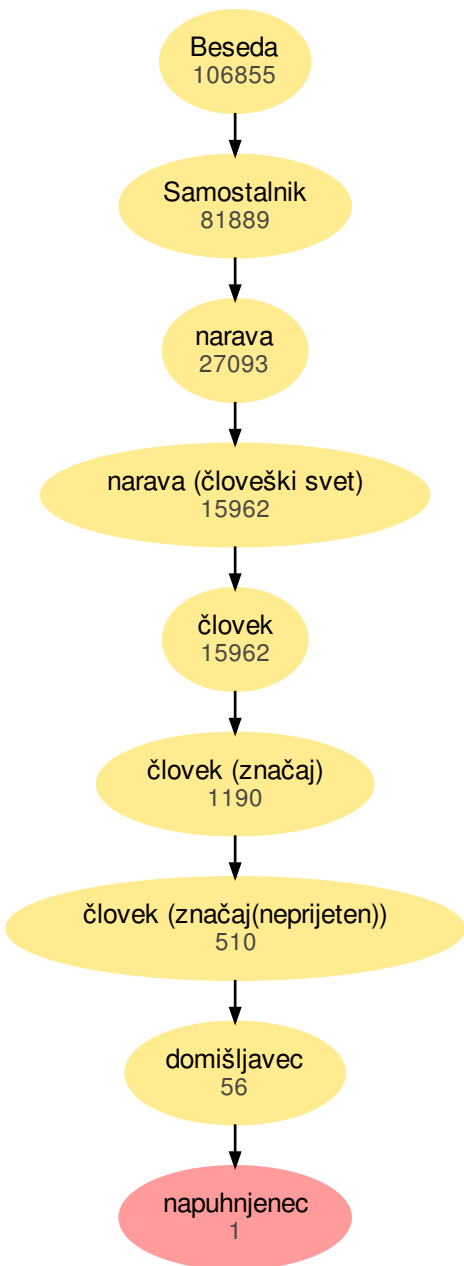 Beseda
106855
Samostalnik
81889
narava
27093
narava (človeški svet)
15962
človek
15962
človek (značaj)
1190
človek (značaj(neprijeten))
510
domišljavec
56
napuhnjenec
1